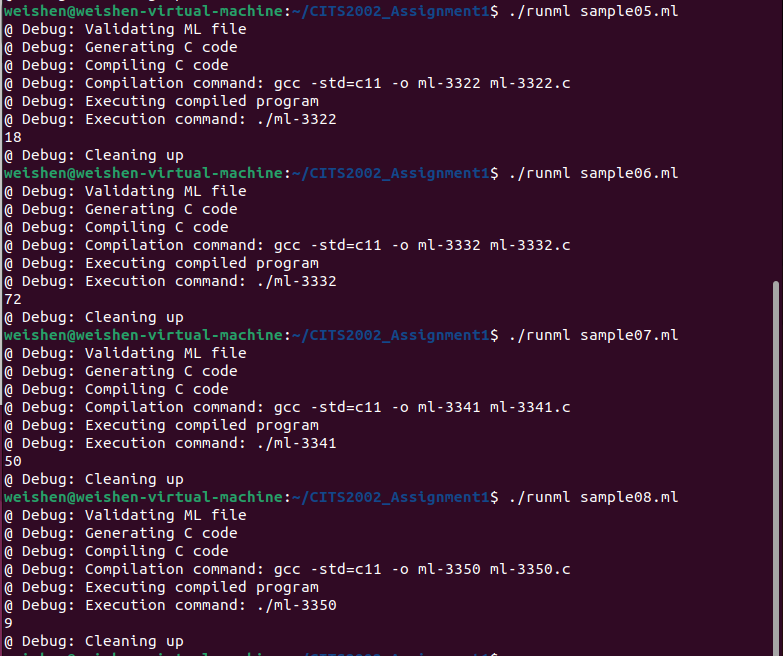 weishen@weishen-virtual-machine:~/CITS2002_Assignment1$ ./runml sample05.ml
@ Debug: Validating ML file
@ Debug: Generating C code
@ Debug: Compiling C code
@ Debug: Compilation command: gcc -std=c11 -o ml-3322 ml-3322.c
@ Debug: Executing compiled program
@ Debug: Execution command: ./ml-3322
18
@ Debug: Cleaning up
weishen@weishen-virtual-machine:~/CITS2002_Assignment1$ ./runml sample06.ml
@ Debug: Validating ML file
@ Debug: Generating C code
@ Debug: Compiling C code
@ Debug: Compilation command: gcc -std=c11 -o ml-3332 ml-3332.c
@ Debug: Executing compiled program
@ Debug: Execution command: ./ml-3332
72
@ Debug: Cleaning up
weishen@weishen-virtual-machine:~/CITS2002_Assignment1$ ./runml sample07.ml
@ Debug: Validating ML file
@ Debug: Generating C code
@ Debug: Compiling C code
@ Debug: Compilation command: gcc -std=c11 -o ml-3341 ml-3341.c
@ Debug: Executing compiled program
@ Debug: Execution command: ./ml-3341
50
@ Debug: Cleaning up
weishen@weishen-virtual-machine:~/CITS2002_Assignment1$ ./runml sample08.ml
@ Debug: Validating ML file
@ Debug: Generating C code
@ Debug: Compiling C code
@ Debug: Compilation command: gcc -std=c11 -o ml-3350 ml-3350.c
@ Debug: Executing compiled program
@ Debug: Execution command: ./ml-3350
9
@ Debug: Cleaning up